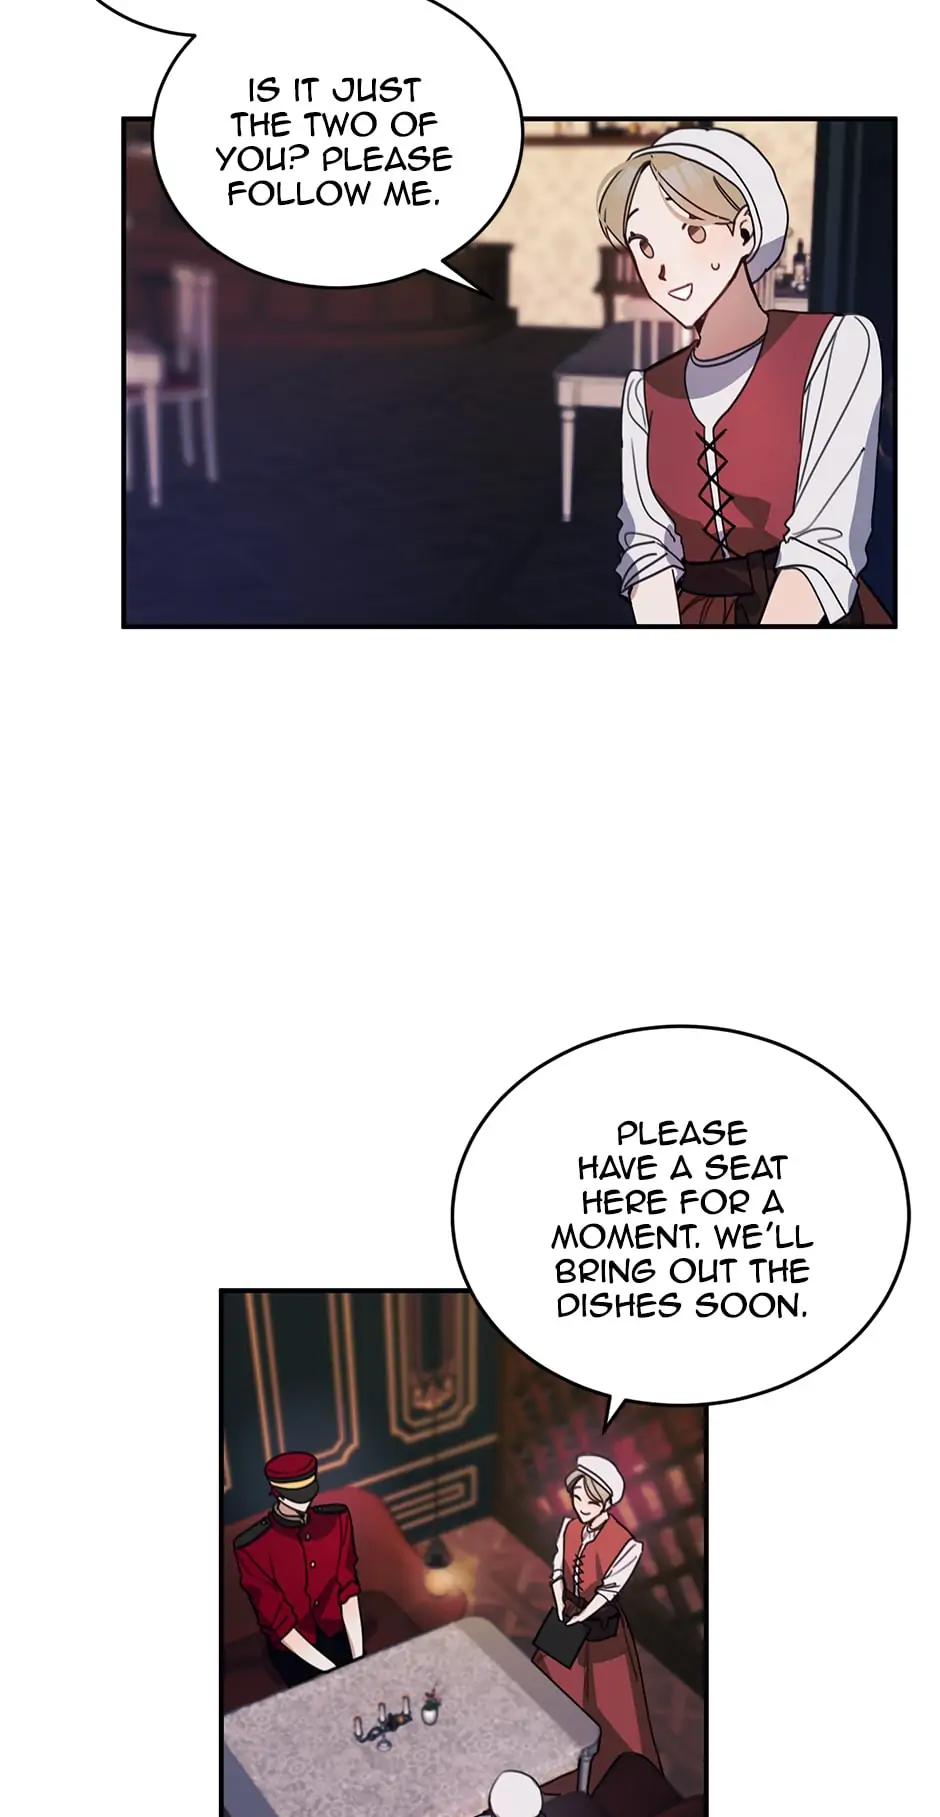 IS IT JUST
THE TWO OF
YOU? PLEASE
FOLLOW ME.
PLEASE
HAVE A SEAT
HERE FOR A
MOMENT. WE'LL
BRING OUT THE
DISHES SOON.